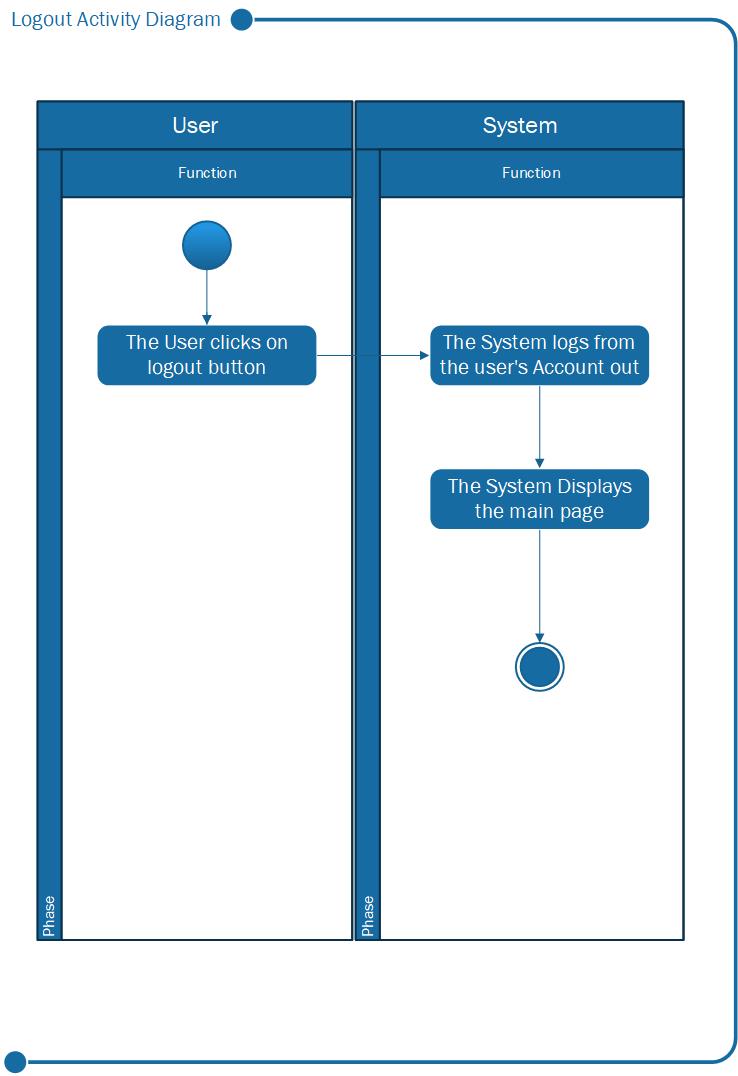 Logout Activity Diagram
User
System
Function
Function
The User clicks on
logout button
The System logs from
the user's Account out
The System Displays
the main page
Phase
Phase